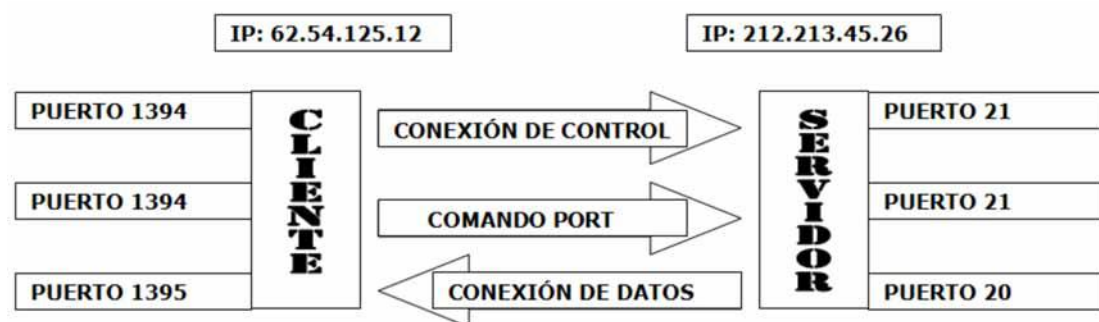 IP: 62.54.125.12
IP: 212.213.45.26
PUERTO 1394
CONEXIÓN DE CONTROL
PUERTO 21
PUERTO 1394
COMANDO PORT
PUERTO 21
PUERTO 1395
CONEXIÓN DE DATOS
PUERTO 20
CLIENTE
SERVIDOR